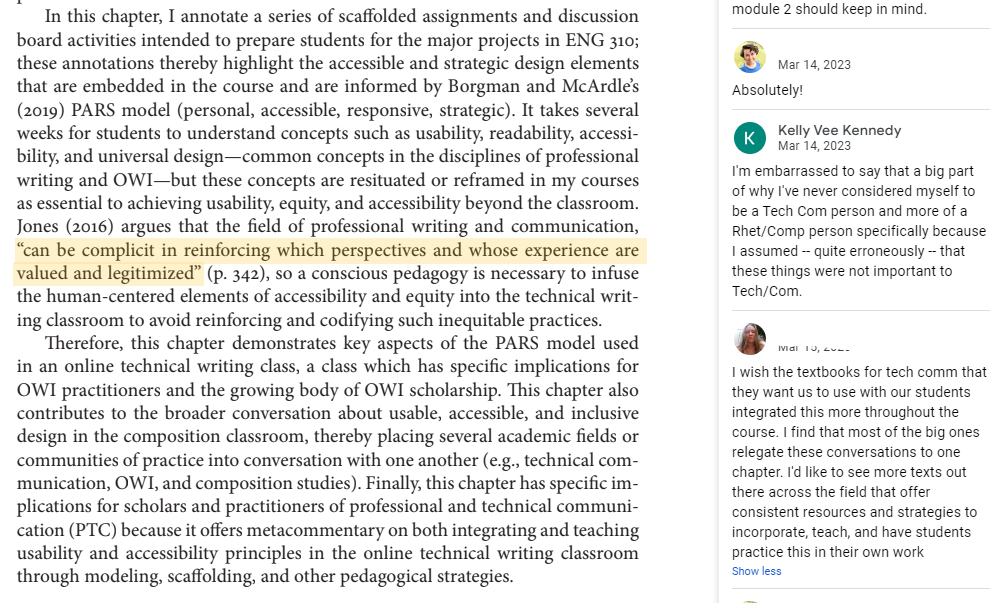 In this chapter, I annotate a series of scaffolded assignments and discussion
board activities intended to prepare students for the major projects in ENG 310;
these annotations thereby highlight the accessible and strategic design elements
that are embedded in the course and are informed by Borgman and McArdle's
(2019) PARS model (personal, accessible, responsive, strategic). It takes several
weeks for students to understand concepts such as usability, readability, accessi-
bility, and universal design—common concepts in the disciplines of professional
writing and OWI—but these concepts are resituated or reframed in my courses
as essential to achieving usability, equity, and accessibility beyond the classroom.
Jones (2016) argues that the field of professional writing and communication,
“can be complicit in reinforcing which perspectives and whose experience are
valued and legitimized” (p. 342), so a conscious pedagogy is necessary to infuse
the human-centered elements of accessibility and equity into the technical writ-
ing classroom to avoid reinforcing and codifying such inequitable practices.
Therefore, this chapter demonstrates key aspects of the PARS model used
in an online technical writing class, a class which has specific implications for
OWI practitioners and the growing body of OWI scholarship. This chapter also
contributes to the broader conversation about usable, accessible, and inclusive
design in the composition classroom, thereby placing several academic fields or
communities of practice into conversation with one another (e.g., technical com-
munication, OWI, and composition studies). Finally, this chapter has specific im-
plications for scholars and practitioners of professional and technical communi-
cation (PTC) because it offers metacommentary on both integrating and teaching
usability and accessibility principles in the online technical writing classroom
through modeling, scaffolding, and other pedagogical strategies.
module 2 should keep in mind.
Mar 14, 2023
Absolutely!
K
Kelly Vee Kennedy
Mar 14, 2023
I'm embarrassed to say that a big part
of why I've never considered myself to
be a Tech Com person and more of a
Rhet/Comp person specifically because
I assumed -- quite erroneously -- that
these things were not important to
Tech/Com.
I wish the textbooks for tech comm that
they want us to use with our students
integrated this more throughout the
course. I find that most of the big ones
relegate these conversations to one
chapter. I'd like to see more texts out
there across the field that offer
consistent resources and strategies to
incorporate, teach, and have students
practice this in their own work
Show less